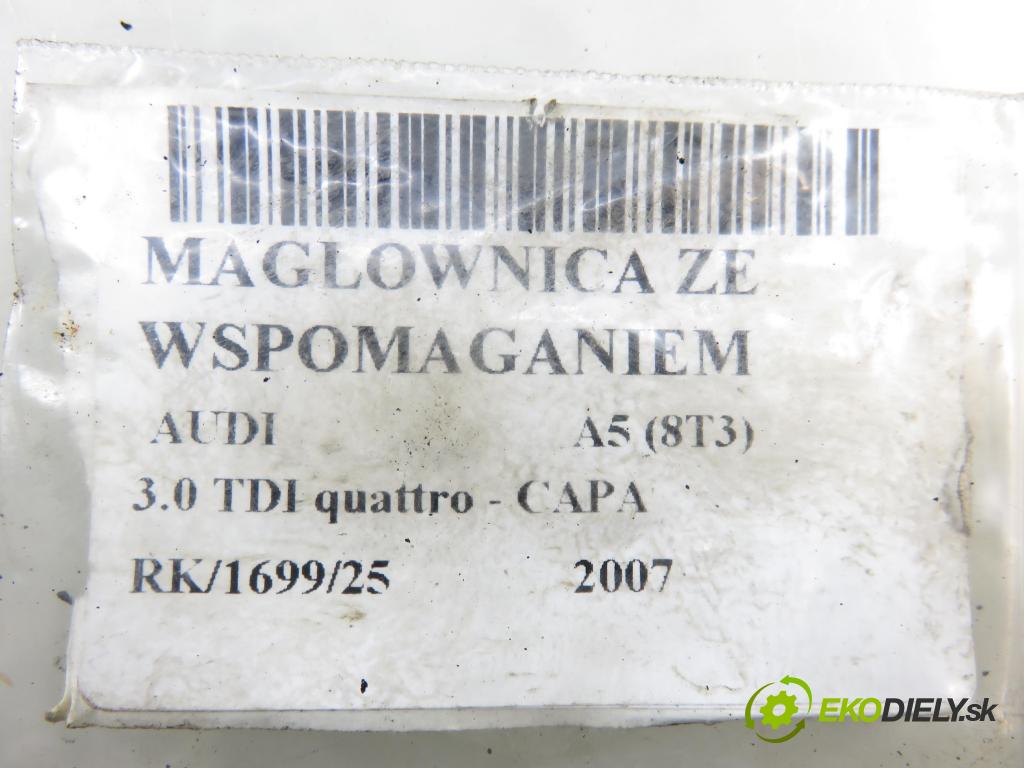 MAGLOWNICA ZE
WSPOMAGANIEM
AUDI A5 (8T3)
3.0 TDI quattro - CAPA
RK/1699/25 2007
EKODIELY.sk